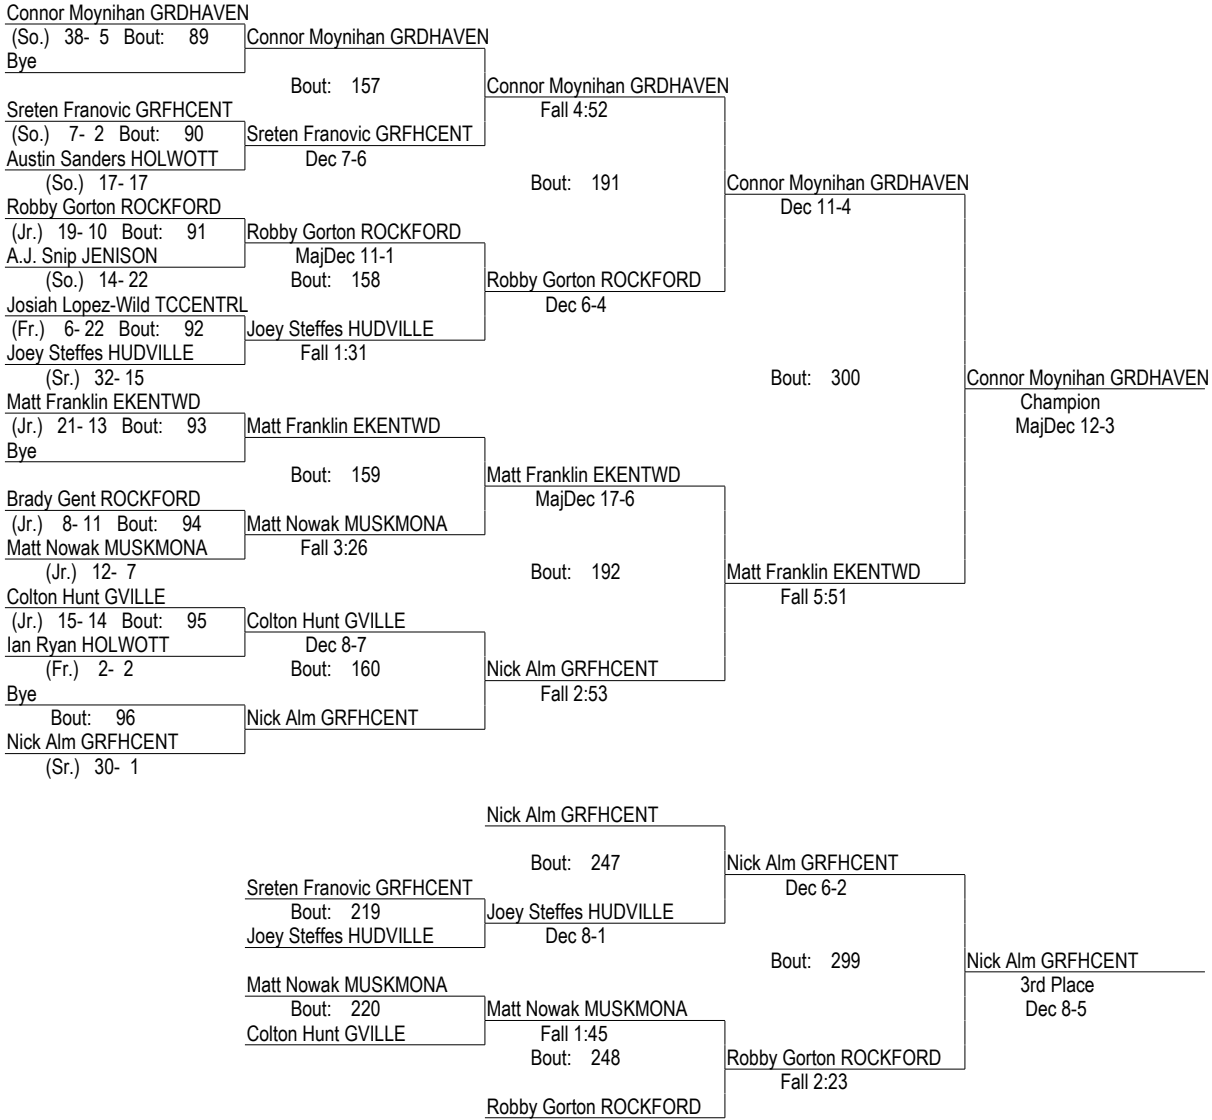 Connor Moynihan GRDHAVEN
(So.) 38- 5 Bout: 89 Connor Moynihan GRDHAVEN
Bye
Bout: 157 Connor Moynihan GRDHAVEN
Sreten Franovic GRFHCENT Fall 4:52
(So.) 7- 2 Bout: 90 Sreten Franovic GRFHCENT
Austin Sanders HOLWOTT Dec 7-6
(So.) 17- 17 Bout: 191 Connor Moynihan GRDHAVEN
Robby Gorton ROCKFORD Dec 11-4
(Jr.) 19- 10 Bout: 91 Robby Gorton ROCKFORD
A.J. Snip JENISON MajDec 11-1
(So.) 14- 22 Bout: 158 Robby Gorton ROCKFORD
Josiah Lopez-Wild TCCENTRL Dec 6-4
(Fr.) 6- 22 Bout: 92 Joey Steffes HUDVILLE
Joey Steffes HUDVILLE Fall 1:31
(Sr.) 32- 15 Bout: 300 Connor Moynihan GRDHAVEN
Matt Franklin EKENTWD Champion
(Jr.) 21- 13 Bout: 93 Matt Franklin EKENTWD MajDec 12-3
Bye
Bout: 159 Matt Franklin EKENTWD
Brady Gent ROCKFORD MajDec 17-6
(Jr.) 8- 11 Bout: 94 Matt Nowak MUSKMONA
Matt Nowak MUSKMONA Fall 3:26
(Jr.) 12- 7 Bout: 192 Matt Franklin EKENTWD
Colton Hunt GVILLE Fall 5:51
(Jr.) 15- 14 Bout: 95 Colton Hunt GVILLE
Ian Ryan HOLWOTT Dec 8-7
(Fr.) 2- 2 Bout: 160 Nick Alm GRFHCENT
Bye Fall 2:53
Bout: 96 Nick Alm GRFHCENT
Nick Alm GRFHCENT
(Sr.) 30- 1
Nick Alm GRFHCENT
Bout: 247 Nick Alm GRFHCENT
Sreten Franovic GRFHCENT Dec 6-2
Bout: 219 Joey Steffes HUDVILLE
Joey Steffes HUDVILLE Dec 8-1
Bout: 299 Nick Alm GRFHCENT
Matt Nowak MUSKMONA 3rd Place
Bout: 220 Matt Nowak MUSKMONA Dec 8-5
Colton Hunt GVILLE Fall 1:45
Bout: 248 Robby Gorton ROCKFORD
Fall 2:23
Robby Gorton ROCKFORD